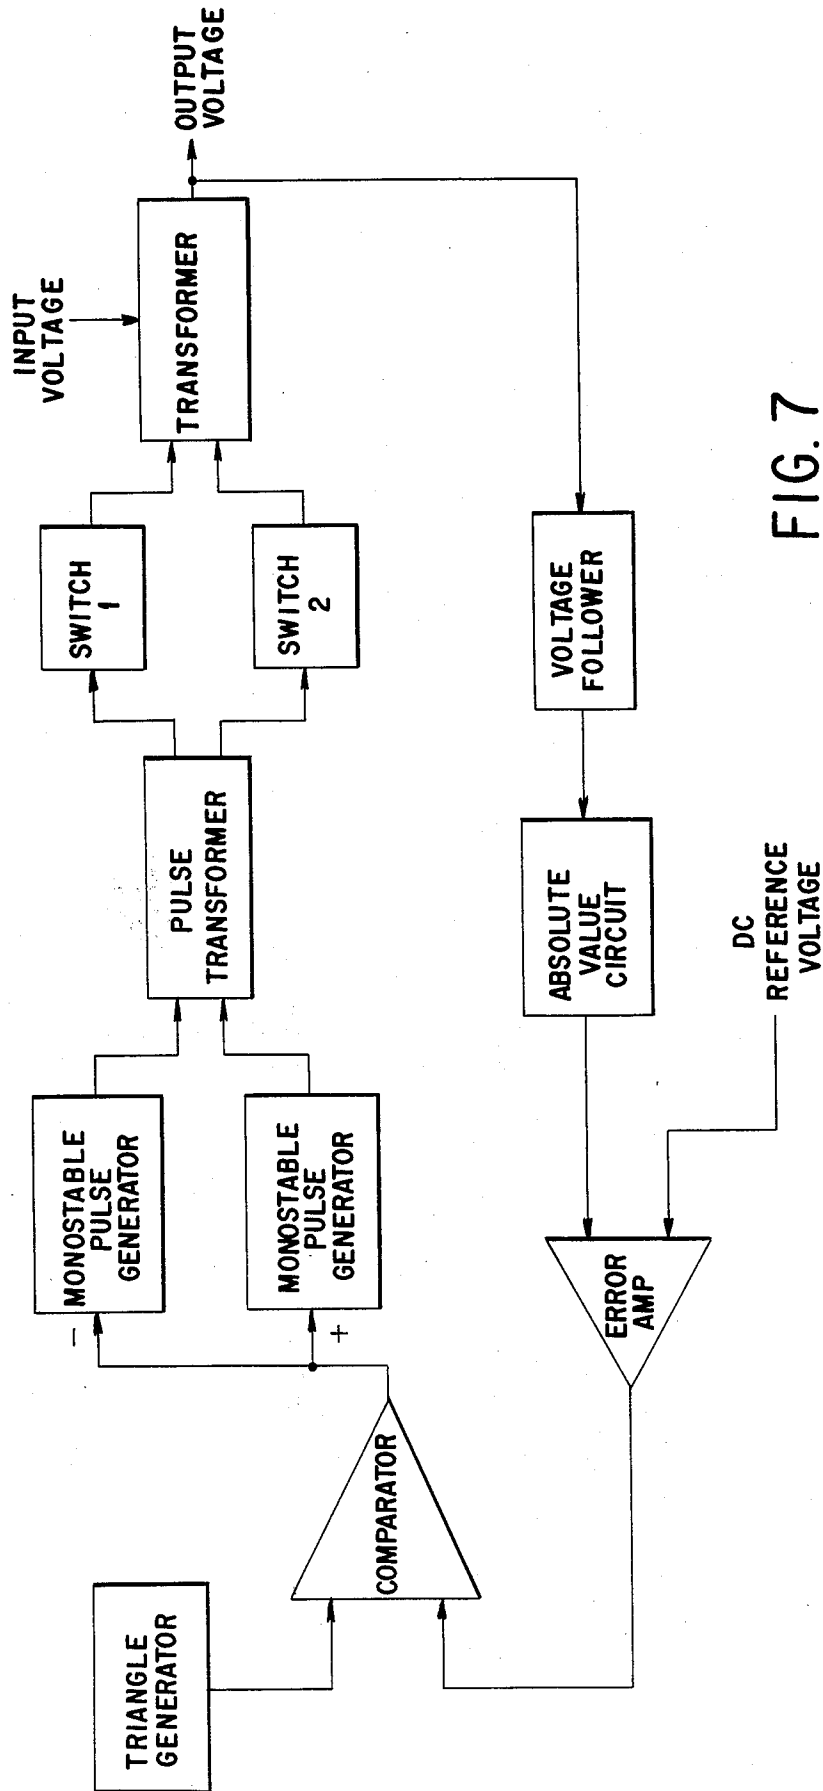 TRIANGLE
GENERATOR
COMPARATOR
-
+
MONOSTABLE
PULSE
GENERATOR
MONOSTABLE
PULSE
GENERATOR
PULSE
TRANSFORMER
SWITCH
1
SWITCH
2
INPUT
VOLTAGE
TRANSFORMER
OUTPUT
VOLTAGE
VOLTAGE
FOLLOWER
ABSOLUTE
VALUE
CIRCUIT
DC
REFERENCE
VOLTAGE
ERROR
AMP
FIG. 7